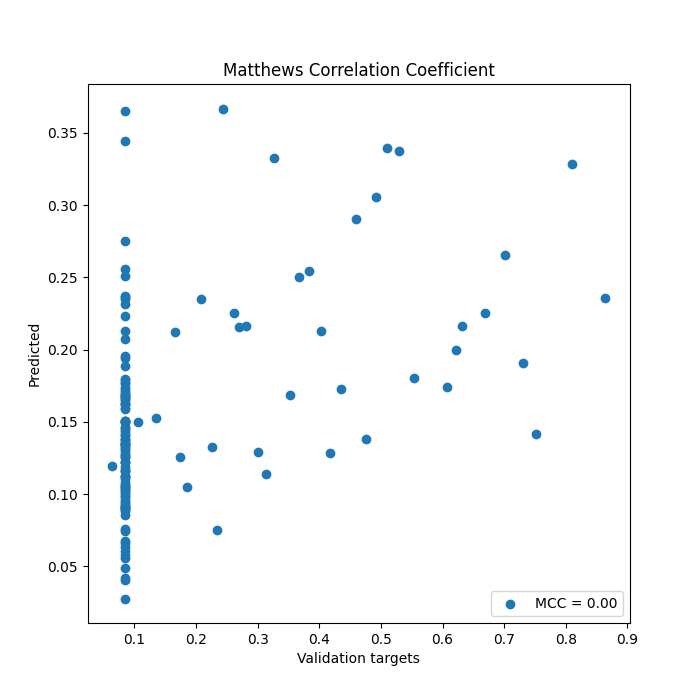 Matthews Correlation Coefficient
Predicted
0.35
0.30
0.25
0.20
0.15
0.10
0.05
MCC = 0.00
0.1 0.2 0.3 0.4 0.5 0.6 0.7 0.8 0.9
Validation targets